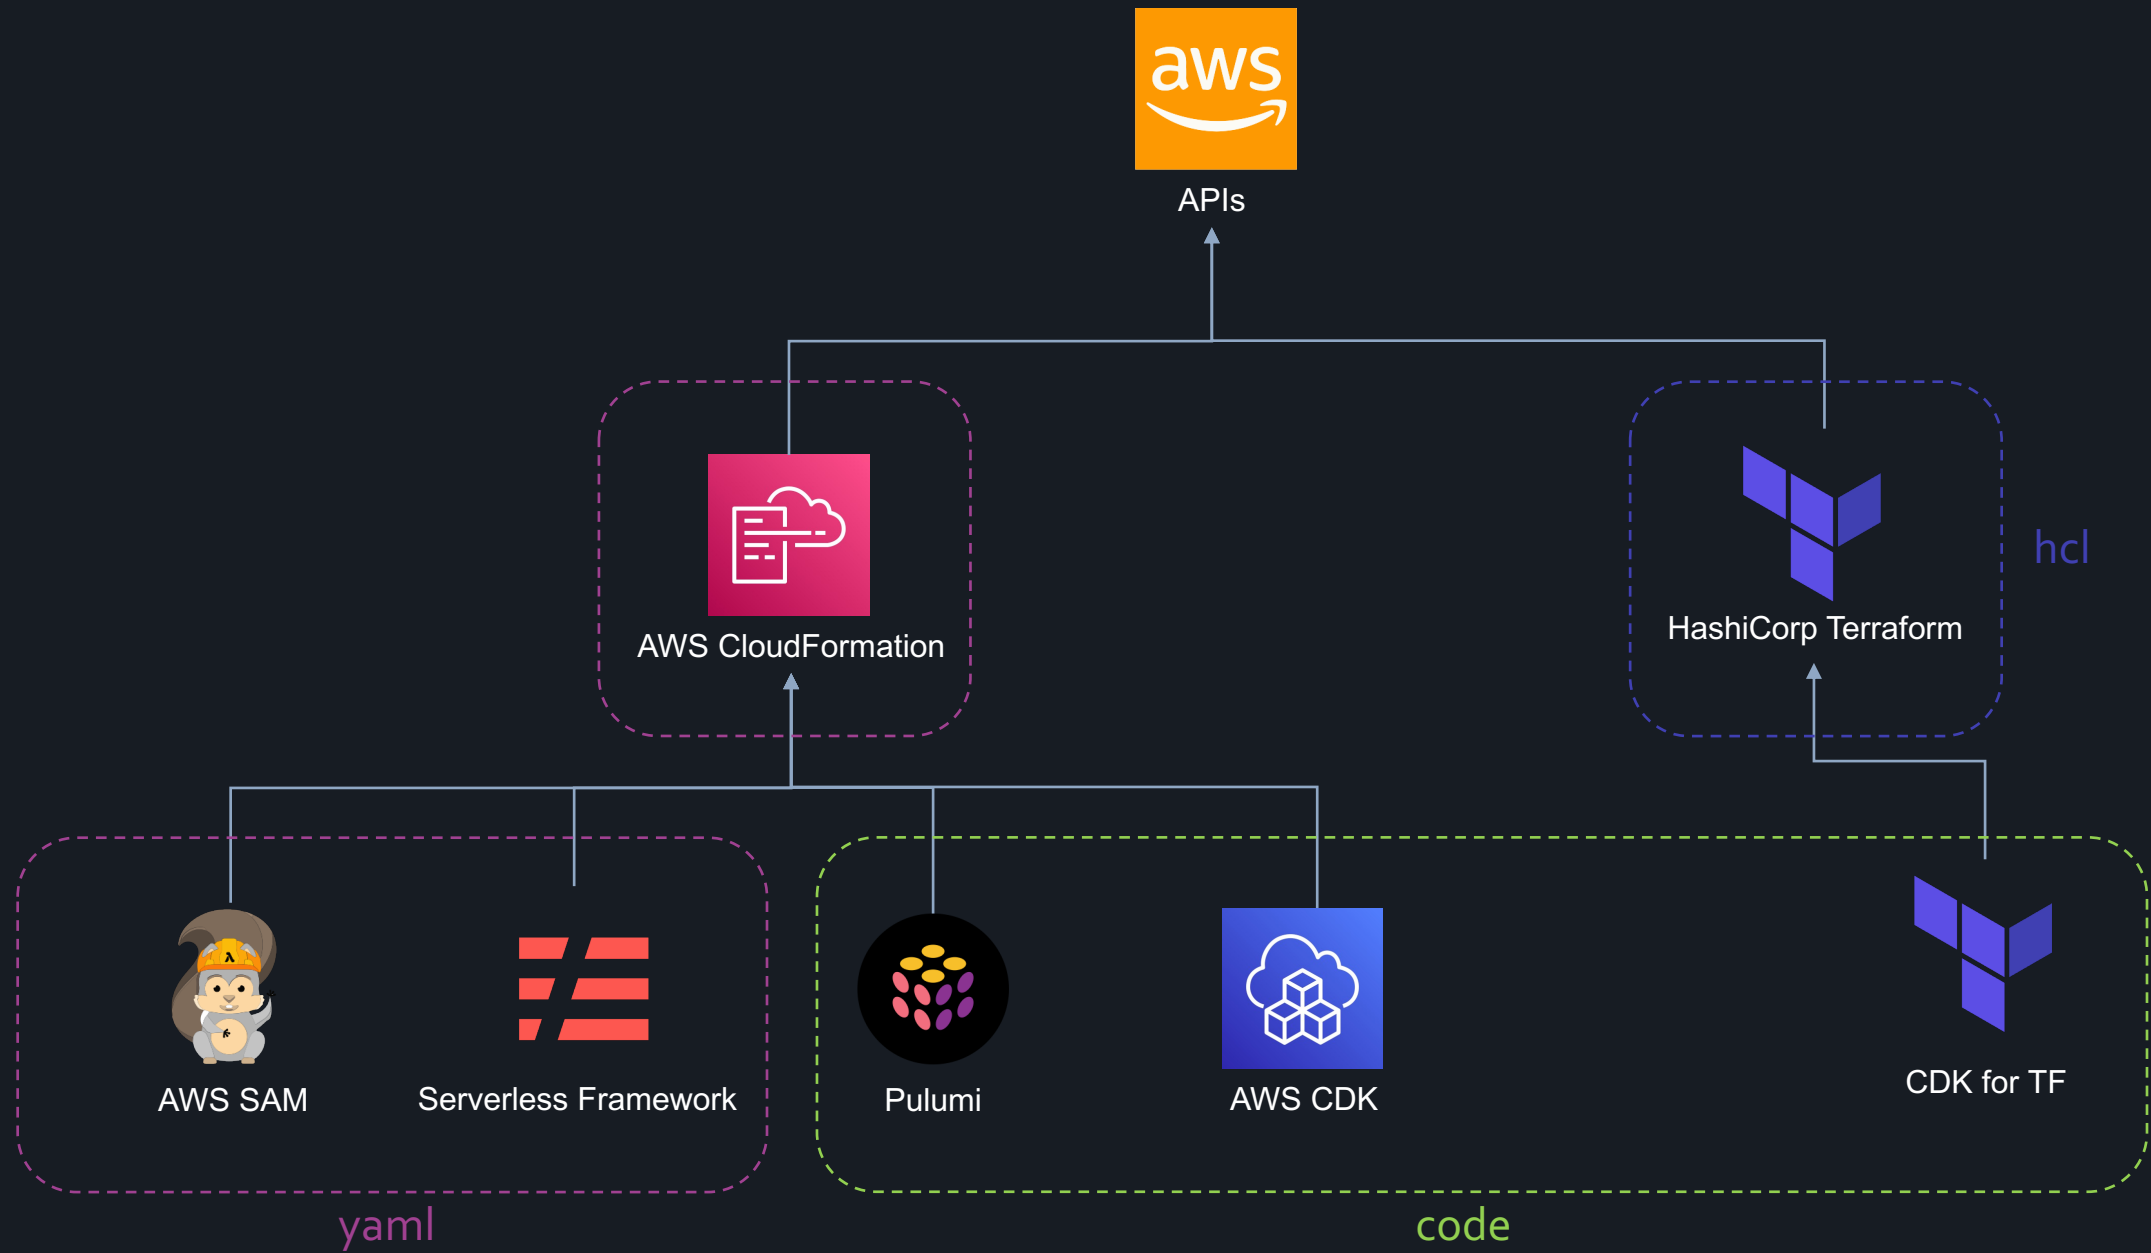 aws
APIs
AWS CloudFormation
HashiCorp Terraform
hcl
λ
AWS SAM
Serverless Framework
Pulumi
AWS CDK
CDK for TF
yaml
code